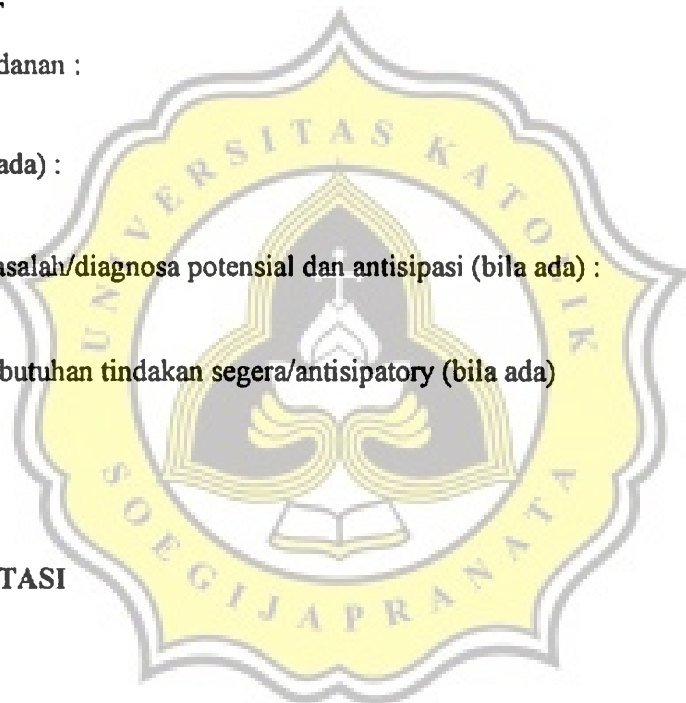 danan :
ada) :
asalah/diagnosa potensial dan antisipasi (bila ada) :
butuhan tindakan segera/antisipatory (bila ada)
TASI
UNIVERSITAS KATOLIK
SOEGIJAPRANATA